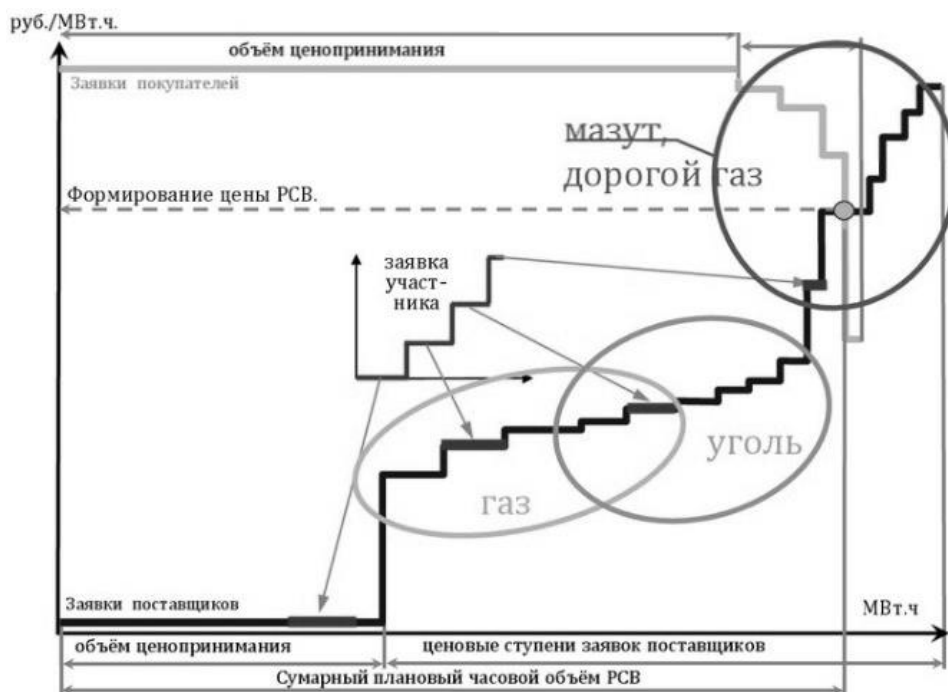 руб./МВт.ч.
объём ценопринимания
Заявки покупателей
мазут,
дорогой газ
Формирование цены РСВ.
заявка
участ-
ника
уголь
газ
Заявки поставщиков
МВт.ч
объём ценопринимания
ценовые ступени заявок поставщиков
Сумарный плановый часовой объём РСВ